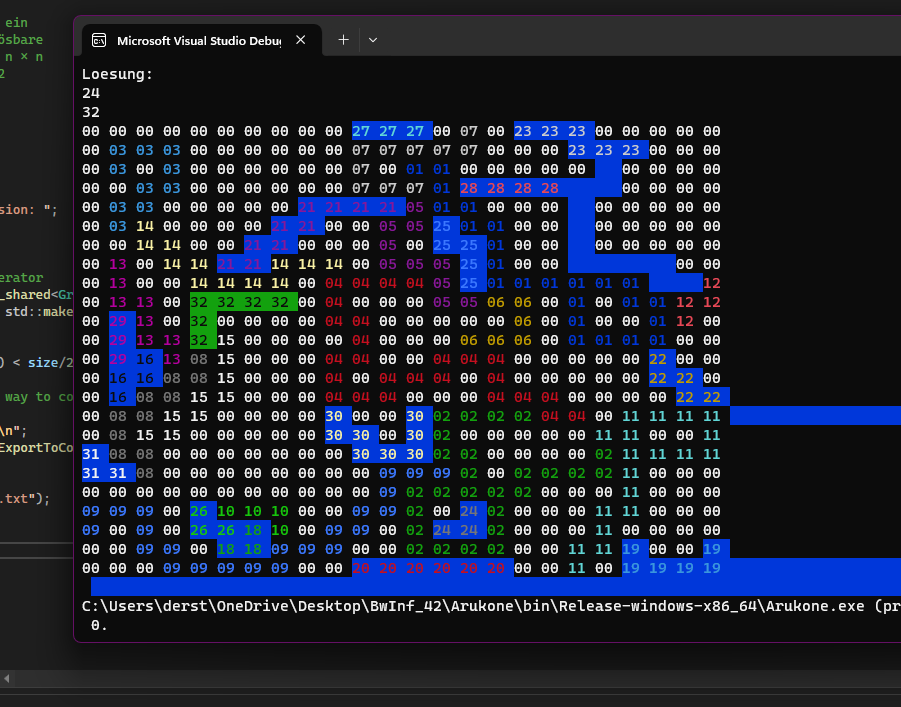 ein
ösbare
n × n
2
sion: ";
erator
_shared<Gr
std::make
) < size/2
way to co
\n";
ExportToCo
.txt");
Microsoft Visual Studio Debug
Loesung:
24
32
00 00 00 00 00 00 00 00 00 00 27 27 27 00 07 00 23 23 23 00 00 00 00 00
00 03 03 03 00 00 00 00 00 00 07 07 07 07 07 00 00 00 23 23 23 00 00 00
00 03 00 03 00 00 00 00 00 00 07 00 01 01 00 00 00 00 00 00 00 00 00
00 00 03 03 00 00 00 00 00 00 07 07 07 01 28 28 28 28 00 00 00 00
00 03 03 00 00 00 00 00 21 21 21 21 05 01 01 00 00 00 00 00 00 00 00
00 03 14 00 00 00 00 21 21 00 00 05 05 25 01 01 00 00 00 00 00 00 00
00 00 14 14 00 00 21 21 00 00 00 05 00 25 25 01 00 00 00 00 00 00 00
00 13 00 14 14 21 21 14 14 14 00 05 05 05 25 01 00 00 00 00
00 13 00 00 14 14 14 14 00 04 04 04 04 05 25 01 01 01 01 01 01 12
00 13 13 00 32 32 32 32 00 04 00 00 00 05 05 06 06 00 01 00 01 01 12 12
00 29 13 00 32 00 00 00 00 04 04 00 00 00 00 00 06 00 01 00 00 01 12 00
00 29 13 13 32 15 00 00 00 00 04 00 00 00 06 06 06 00 01 01 01 01 00 00
00 29 16 13 08 15 00 00 00 04 04 00 00 04 04 04 00 00 00 00 00 22 00 00
00 16 16 08 08 15 00 00 00 04 00 04 04 04 00 04 00 00 00 00 00 22 22 00
00 16 08 08 15 15 00 00 00 04 04 04 00 00 00 04 04 04 00 00 00 00 22 22
00 08 08 15 15 00 00 00 00 30 00 00 30 02 02 02 02 04 04 00 11 11 11 11
00 08 15 15 00 00 00 00 00 30 30 00 30 02 00 00 00 00 00 11 11 00 00 11
31 08 08 00 00 00 00 00 00 00 30 30 30 02 02 00 00 00 00 02 11 11 11 11
31 31 08 00 00 00 00 00 00 00 00 09 09 09 02 00 02 02 02 02 11 00 00 00
00 00 00 00 00 00 00 00 00 00 00 09 02 02 02 02 02 00 00 00 11 00 00 00
09 09 09 00 26 10 10 10 00 00 09 09 02 00 24 02 00 00 00 11 11 00 00 00
09 00 09 00 26 26 18 10 00 09 09 00 02 24 24 02 00 00 00 11 00 00 00 00
00 00 09 09 00 18 18 09 09 09 00 00 02 02 02 02 00 00 11 11 19 00 00 19
00 00 00 09 09 09 09 09 00 00 20 20 20 20 20 20 00 00 11 00 19 19 19 19
C:\Users\derst\OneDrive\Desktop\BwInf_42\Arukone\bin\Release-windows-x86_64\Arukone.exe (pr
0.